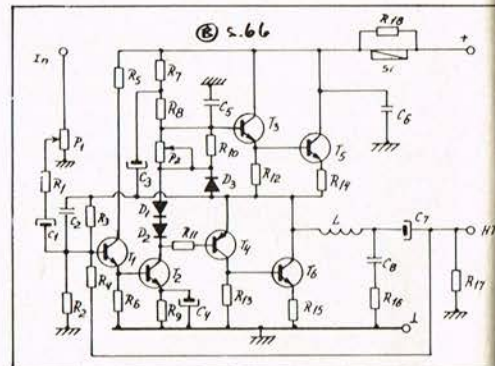 Ⓑ S.66
R18
In
R5
R7
+
Si
R8
C5
T3
C6
P1
P2
R10
T5
R1
C3
R12
R14
D3
C2
R3
D1
L
C7
HP
C1
D2
R11
T4
T1
T6
C8
R4
T2
R17
R2
R6
R9
C4
R13
R15
R16
⊥